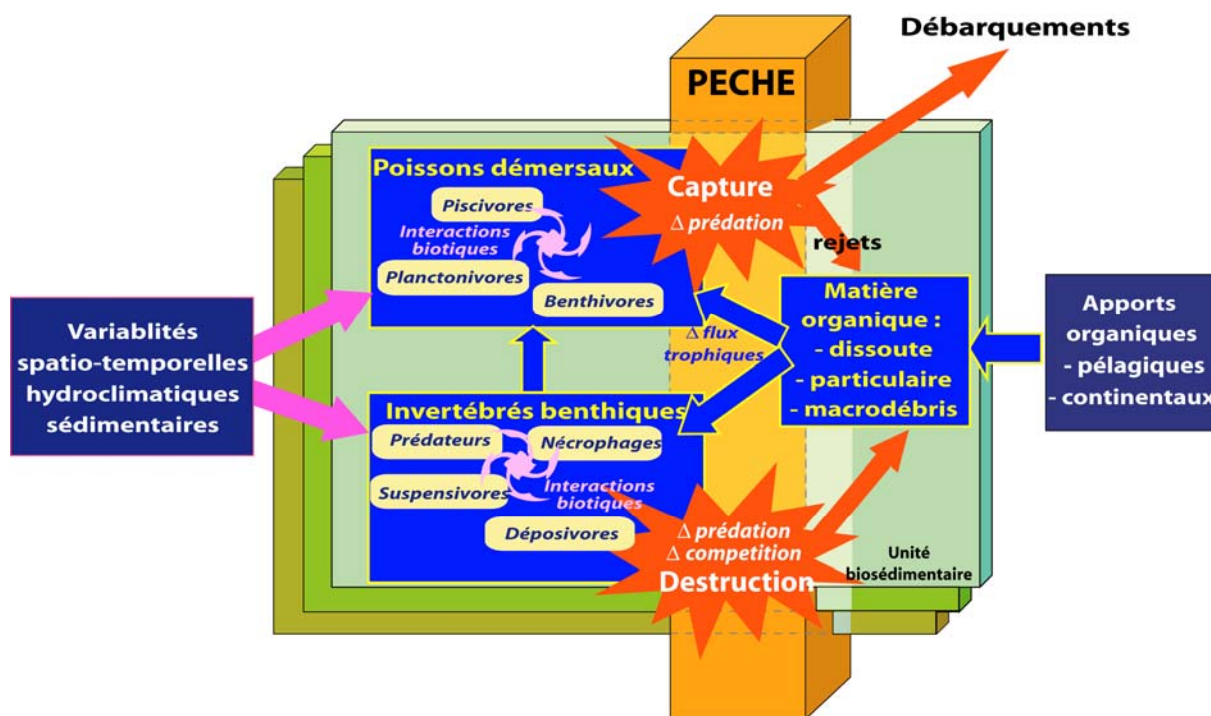 Débarquements
PECHE
Poissons démersaux
Piscivores
Interactions
biotiques
Planctonivores
Benthivores
Capture
Δ prédation
rejets
Variablités
spatio-temporelles
hydroclimatiques
sédimentaires
Δ flux
trophiques
Matière
organique :
- dissoute
- particulaire
- macrodébris
Apports
organiques
- pélagiques
- continentaux
Invertébrés benthiques
Prédateurs
Nécrophages
Suspensivores
Interactions
biotiques
Déposivores
Δ prédation
Δ competition
Destruction
Unité
biosédimentaire